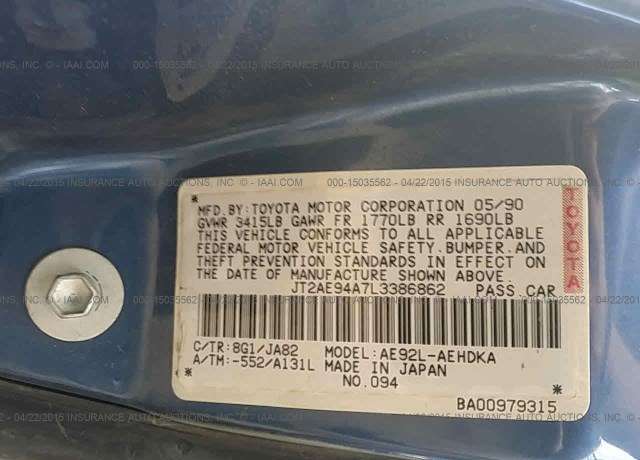 000-15035562 - 04/22/2015 INSURANCE AUTO AUCTIONS, INC. © - IAAI.COM
MFD.BY:TOYOTA MOTOR CORPORATION 05/90
GVWR 3415LB GAWR FR 1770LB RR 1690LB
THIS VEHICLE CONFORMS TO ALL APPLICABLE
FEDERAL MOTOR VEHICLE SAFETY.BUMPER.AND
THEFT PREVENTION STANDARDS IN EFFECT ON
THE DATE OF MANUFACTURE SHOWN ABOVE.
JT2AE94A7L3386862 PASS.CAR
TOYOTA
C/TR:8G1/JA82 MODEL:AE92L-AEHDKA
A/TM:-552/A131L MADE IN JAPAN
NO.094
BA00979315